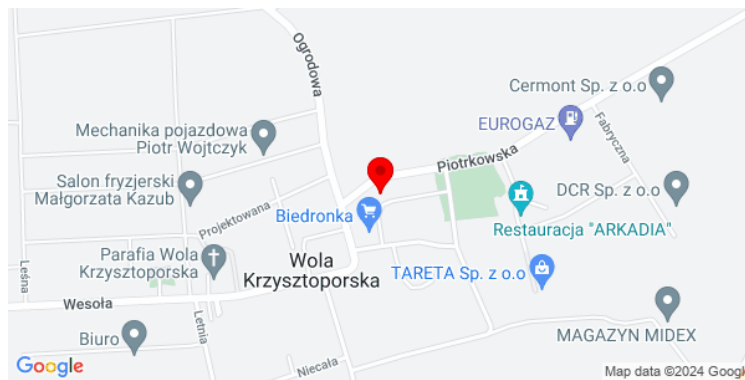 Ogrodowa
Cermont Sp. z o.o
EUROGAZ
Fabryczna
Mechanika pojazdowa
Piotr Wojtczyk
Piotrkowska
Salon fryzjerski
Małgorzata Kazub
DCR Sp. z o.o
Projektowana
Biedronka
Restauracja "ARKADIA"
Parafia Wola
Krzysztoporska
Wola
Krzysztoporska
Leśna
TARETA Sp. z o.o
Wesoła
Letnia
Biuro
MAGAZYN MIDEX
Niecała
Google
Map data ©2024 Googl